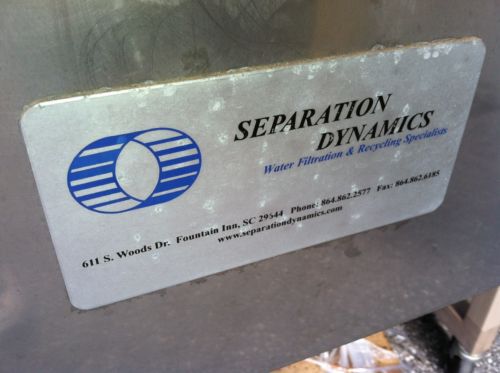 SEPARATION
DYNAMICS
Water Filtration & Recycling Specialists
611 S. Woods Dr. Fountain Inn, SC 29644 Phone: 864.862.2577 Fax: 864.862.6185
www.separationdynamics.com